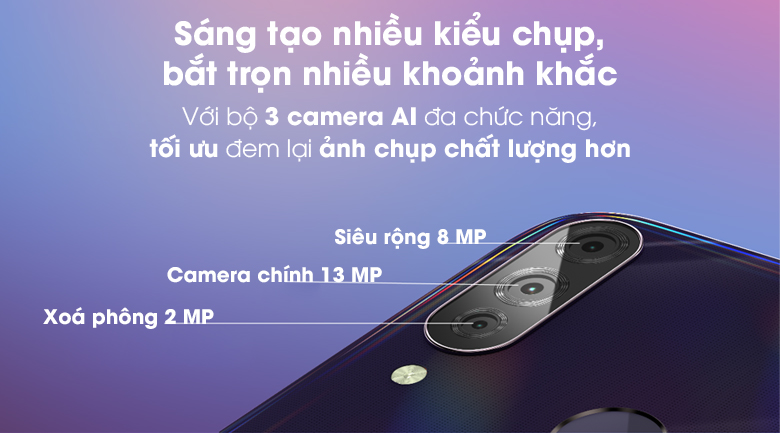 Sáng tạo nhiều kiểu chụp,
bắt trọn nhiều khoảnh khắc
Với bộ 3 camera AI đa chức năng,
tối ưu đem lại ảnh chụp chất lượng hơn
Siêu rộng 8 MP
Camera chính 13 MP
Xoá phông 2 MP